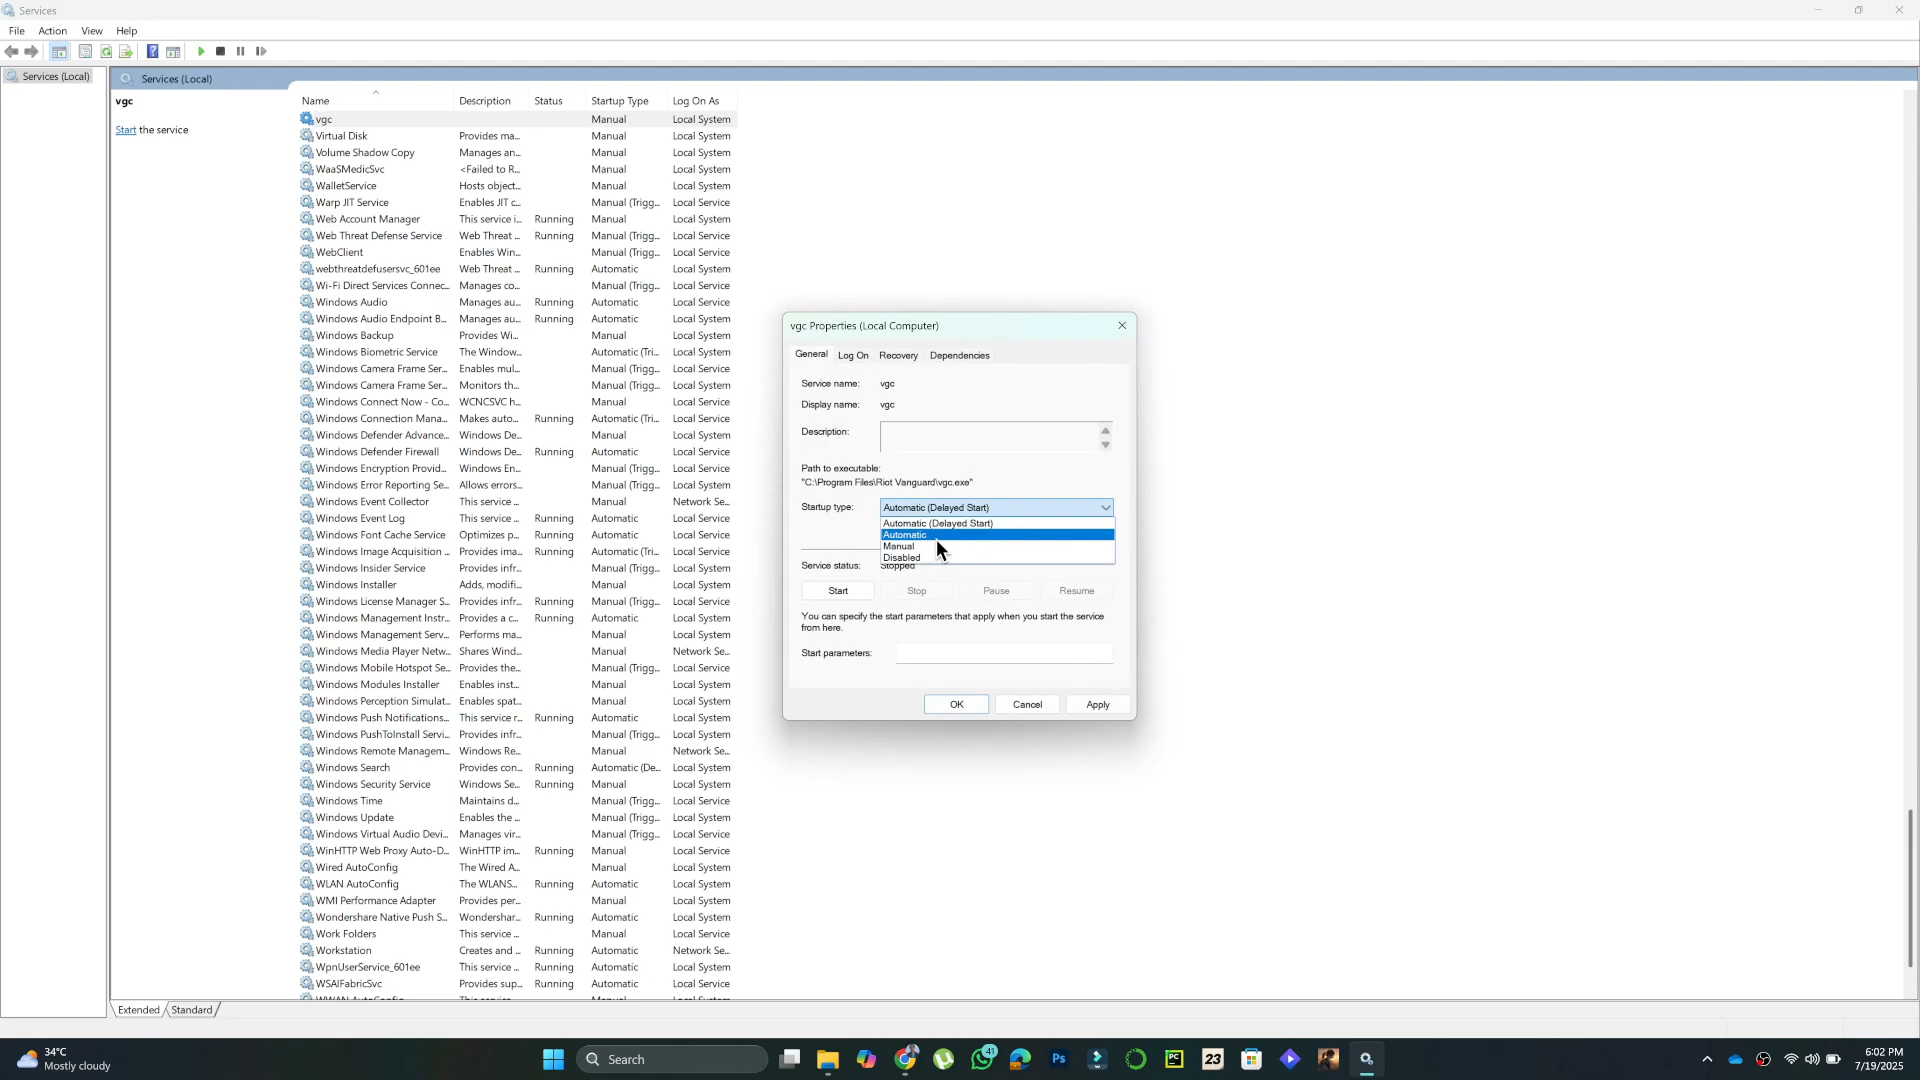 Services
File Action View Help
Services (Local)
Services (Local)
vgc
Start the service
Name Description Status Startup Type Log On As
vgc Manual Local System
Virtual Disk Provides ma... Manual Local System
Volume Shadow Copy Manages an... Manual Local System
WaaSMedicSvc <Failed to R... Manual Local System
WalletService Hosts object... Manual Local System
Warp JIT Service Enables JIT c... Manual (Trigg... Local Service
Web Account Manager This service i... Running Manual Local System
Web Threat Defense Service Web Threat ... Running Manual (Trigg... Local Service
WebClient Enables Win... Manual (Trigg... Local Service
webthreatdefusersvc_601ee Web Threat ... Running Automatic Local System
Wi-Fi Direct Services Connec... Manages co... Manual (Trigg... Local Service
Windows Audio Manages au... Running Automatic Local Service
Windows Audio Endpoint B... Manages au... Running Automatic Local System
Windows Backup Provides Wi... Manual Local System
Windows Biometric Service The Window... Automatic (Tri... Local System
Windows Camera Frame Ser... Enables mul... Manual (Trigg... Local Service
Windows Camera Frame Ser... Monitors th... Manual (Trigg... Local System
Windows Connect Now - Co... WCNCSVC h... Manual Local Service
Windows Connection Mana... Makes auto... Running Automatic (Tri... Local Service
Windows Defender Advance... Windows De... Manual Local System
Windows Defender Firewall Windows De... Running Automatic Local Service
Windows Encryption Provid... Windows En... Manual (Trigg... Local Service
Windows Error Reporting Se... Allows errors... Manual (Trigg... Local System
Windows Event Collector This service ... Manual Network Se...
Windows Event Log This service ... Running Automatic Local Service
Windows Font Cache Service Optimizes p... Running Automatic Local Service
Windows Image Acquisition ... Provides ima... Running Automatic (Tri... Local Service
Windows Insider Service Provides infr... Manual (Trigg... Local System
Windows Installer Adds, modifi... Manual Local System
Windows License Manager S... Provides infr... Running Manual (Trigg... Local Service
Windows Management Instr... Provides a c... Running Automatic Local System
Windows Management Serv... Performs ma... Manual Local System
Windows Media Player Netw... Shares Wind... Manual Network Se...
Windows Mobile Hotspot Se... Provides the... Manual (Trigg... Local Service
Windows Modules Installer Enables inst... Manual Local System
Windows Perception Simulat... Enables spat... Manual Local System
Windows Push Notifications... This service r... Running Automatic Local System
Windows PushToInstall Servi... Provides infr... Manual (Trigg... Local System
Windows Remote Managem... Windows Re... Manual Network Se...
Windows Search Provides con... Running Automatic (De... Local System
Windows Security Service Windows Se... Running Manual Local System
Windows Time Maintains d... Manual (Trigg... Local Service
Windows Update Enables the ... Manual (Trigg... Local System
Windows Virtual Audio Devi... Manages vir... Manual (Trigg... Local Service
WinHTTP Web Proxy Auto-D... WinHTTP im... Running Manual Local Service
Wired AutoConfig The Wired A... Manual Local System
WLAN AutoConfig The WLANS... Running Automatic Local System
WMI Performance Adapter Provides per... Manual Local System
Wondershare Native Push S... Wondershar... Running Automatic Local System
Work Folders This service ... Manual Local Service
Workstation Creates and ... Running Automatic Network Se...
WpnUserService_601ee This service ... Running Automatic Local System
WSAIFabricSvc Provides sup... Running Automatic Local System
vgc Properties (Local Computer)
General Log On Recovery Dependencies
Service name: vgc
Display name: vgc
Description:
Path to executable:
"C:\Program Files\Riot Vanguard\vgc.exe"
Startup type: Automatic (Delayed Start)
Automatic (Delayed Start)
Automatic
Manual
Disabled
Service status: Stopped
Start Stop Pause Resume
You can specify the start parameters that apply when you start the service
from here.
Start parameters:
OK Cancel Apply
Extended Standard
34°C
Mostly cloudy
Search
41
Ps
PC
23
6:02 PM
7/19/2025